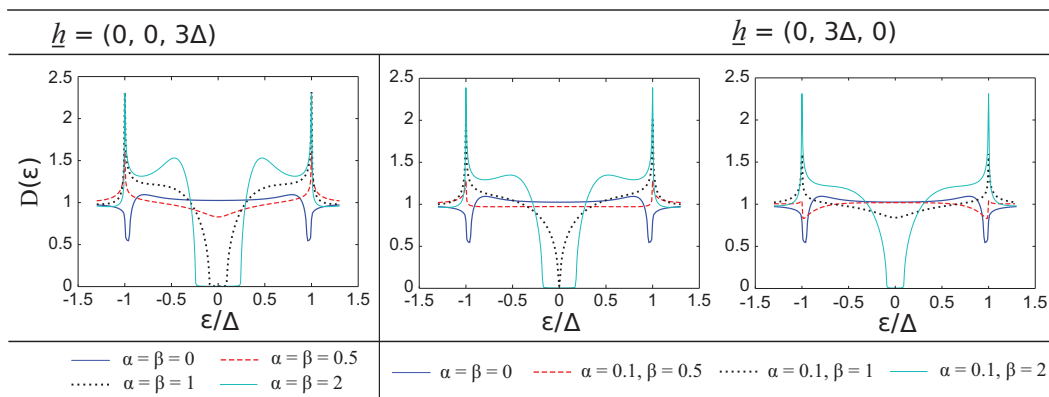 h = (0, 0, 3Δ)
h = (0, 3Δ, 0)
2.5
2
1.5
1
0.5
0
D(ε)
-1.5 -1 -0.5 0 0.5 1 1.5
ε/Δ
2.5
2
1.5
1
0.5
0
-1.5 -1 -0.5 0 0.5 1 1.5
ε/Δ
2.5
2
1.5
1
0.5
0
-1.5 -1 -0.5 0 0.5 1 1.5
ε/Δ
α = β = 0 α = β = 0.5
α = β = 1 α = β = 2
α = β = 0 α = 0.1, β = 0.5 α = 0.1, β = 1 α = 0.1, β = 2